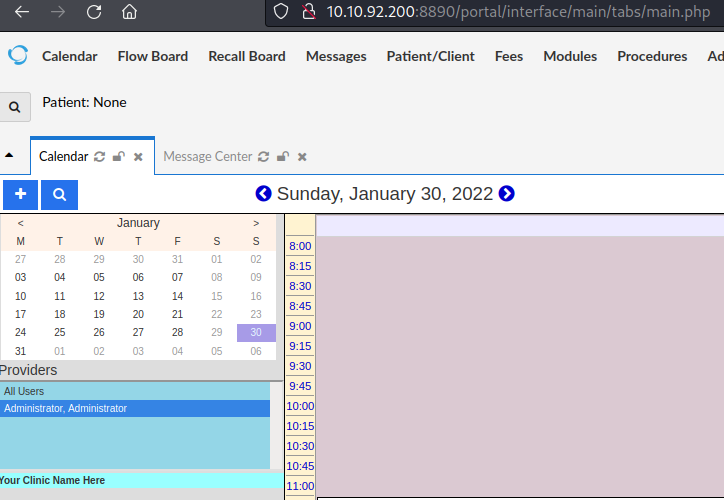 10.10.92.200:8890/portal/interface/main/tabs/main.php
Calendar Flow Board Recall Board Messages Patient/Client Fees Modules Procedures Ad
Patient: None
Calendar Message Center
Sunday, January 30, 2022
< January >
M T W T F S S
27 28 29 30 31 01 02
03 04 05 06 07 08 09
10 11 12 13 14 15 16
17 18 19 20 21 22 23
24 25 26 27 28 29 30
31 01 02 03 04 05 06
Providers
All Users
Administrator, Administrator
Your Clinic Name Here
8:00
8:15
8:30
8:45
9:00
9:15
9:30
9:45
10:00
10:15
10:30
10:45
11:00